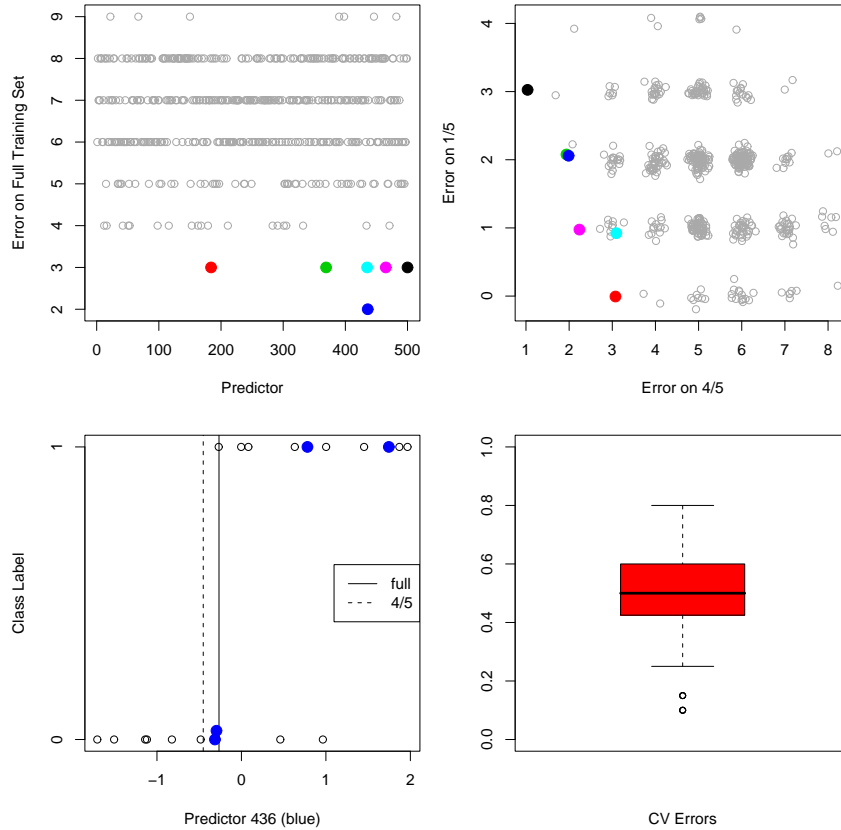 9
8
7
6
5
4
3
2
Error on Full Training Set
0 100 200 300 400 500
Predictor
4
3
2
1
0
Error on 1/5
1 2 3 4 5 6 7 8
Error on 4/5
1
0
Class Label
full
4/5
−1 0 1 2
Predictor 436 (blue)
1.0
0.8
0.6
0.4
0.2
0.0
CV Errors